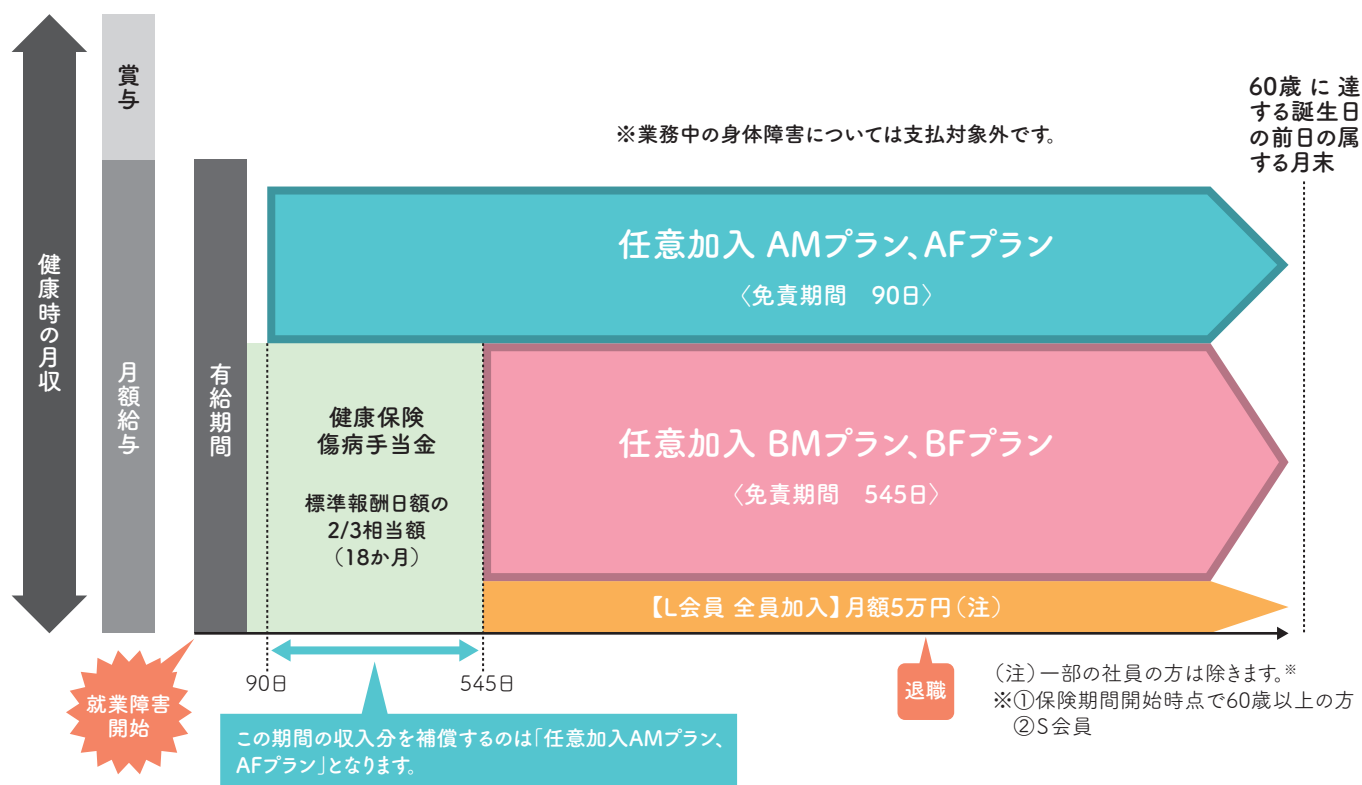 健康時の月収
賞与
月額給与
有給期間
※業務中の身体障害については支払対象外です。
60歳に達
する誕生日
の前日の属
する月末
任意加入 AMプラン、AFプラン
〈免責期間　90日〉
健康保険
傷病手当金
標準報酬日額の
2/3相当額
（18か月）
任意加入 BMプラン、BFプラン
〈免責期間　545日〉
【L会員 全員加入】月額5万円（注）
就業障害
開始
90日
545日
この期間の収入分を補償するのは「任意加入AMプラン、
AFプラン」となります。
退職
（注）一部の社員の方は除きます。※
※①保険期間開始時点で60歳以上の方
②S会員